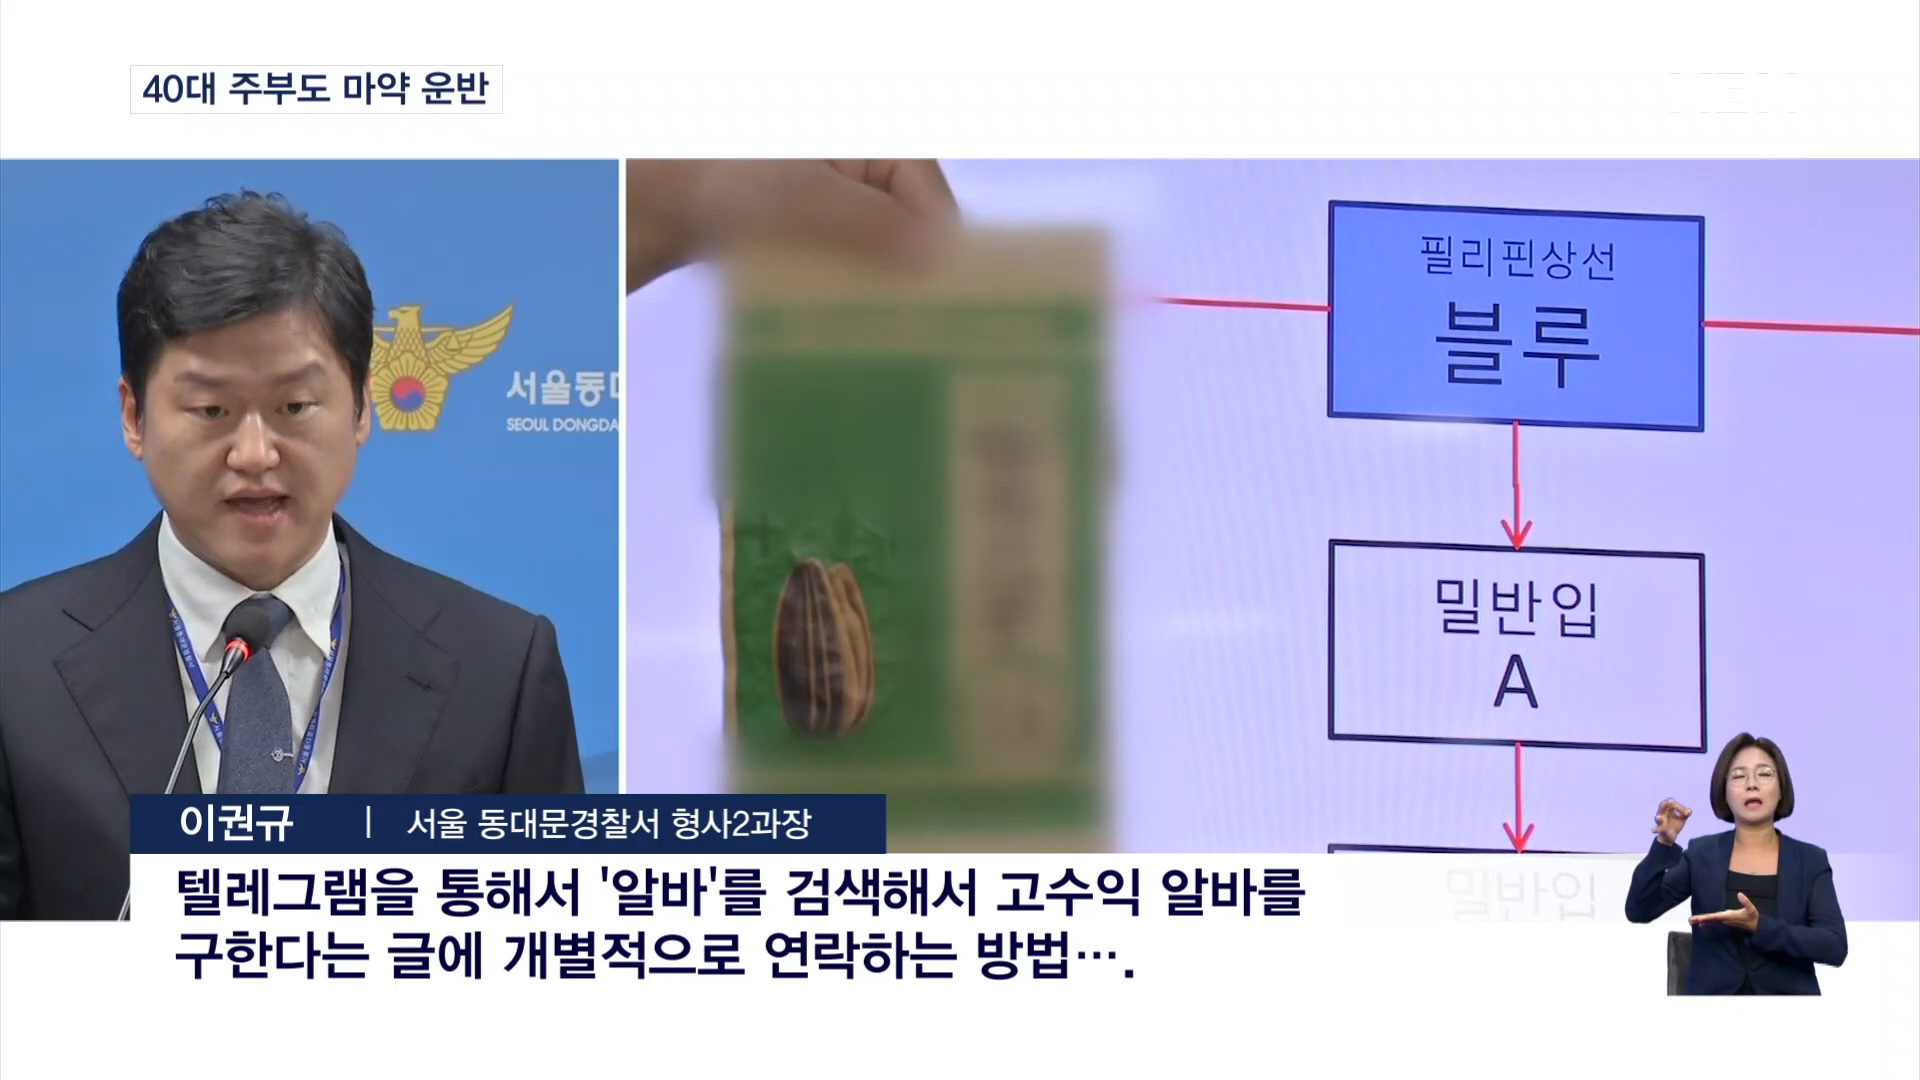 40대 주부도 마약 운반
MBN
서울동대
SEOUL DONGDA
필리핀상선
블루
밀반입
A
밀반입
이권규 | 서울 동대문경찰서 형사2과장
텔레그램을 통해서 '알바'를 검색해서 고수익 알바를
구한다는 글에 개별적으로 연락하는 방법….